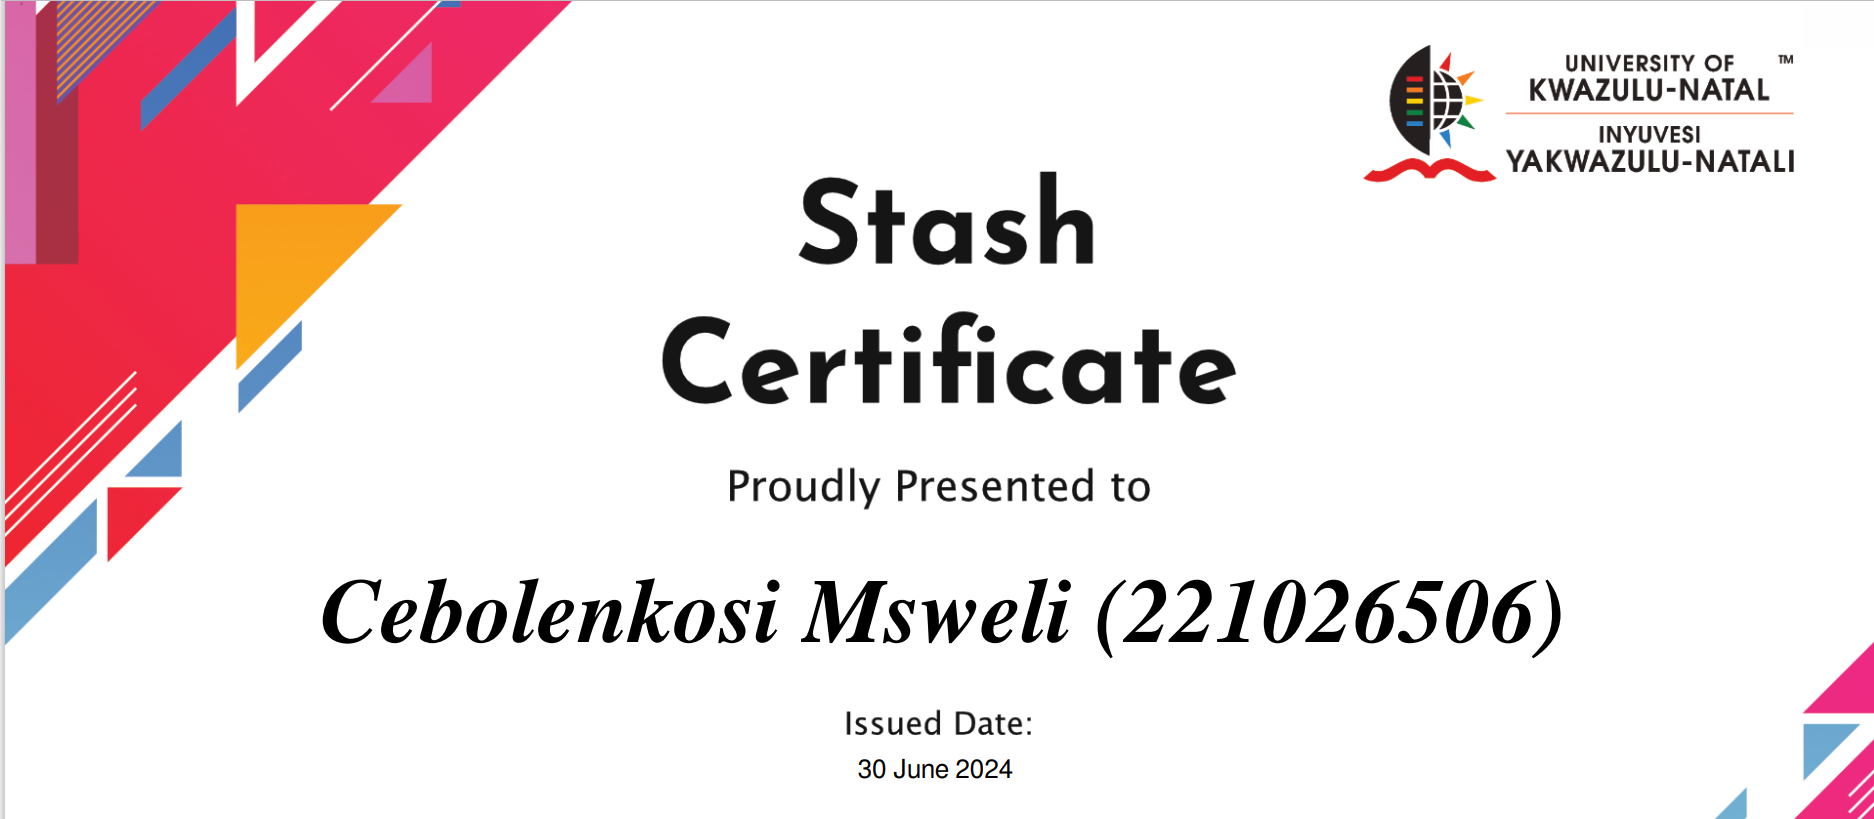 UNIVERSITY OF ™
KWAZULU-NATAL
INYUVESI
YAKWAZULU-NATALI
Stash
Certificate
Proudly Presented to
Cebolenkosi Msweli (221026506)
Issued Date:
30 June 2024